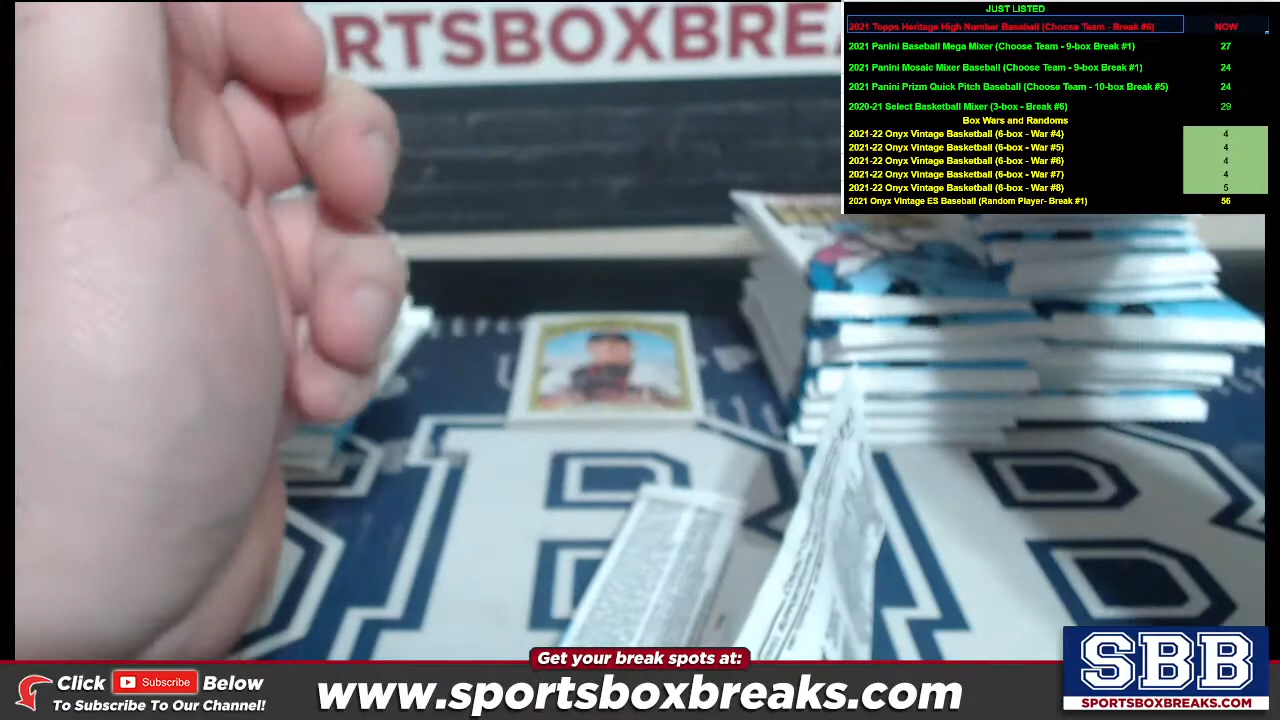 SPORTSBOXBREA
JUST LISTED
2021 Topps Heritage High Number Baseball (Choose Team - Break #6) NOW
2021 Panini Baseball Mega Mixer (Choose Team - 9-box Break #1) 27
2021 Panini Mosaic Mixer Baseball (Choose Team - 9-box Break #1) 24
2021 Panini Prizm Quick Pitch Baseball (Choose Team - 10-box Break #5) 24
2020-21 Select Basketball Mixer (3-box - Break #6) 29
Box Wars and Randoms
2021-22 Onyx Vintage Basketball (6-box - War #4) 4
2021-22 Onyx Vintage Basketball (6-box - War #5) 4
2021-22 Onyx Vintage Basketball (6-box - War #6) 4
2021-22 Onyx Vintage Basketball (6-box - War #7) 4
2021-22 Onyx Vintage Basketball (6-box - War #8) 5
2021 Onyx Vintage ES Baseball (Random Player- Break #1) 56
SBB
Get your break spots at:
Click Subscribe Below
To Subscribe To Our Channel!
www.sportsboxbreaks.com
SBB
SPORTSBOXBREAKS.COM